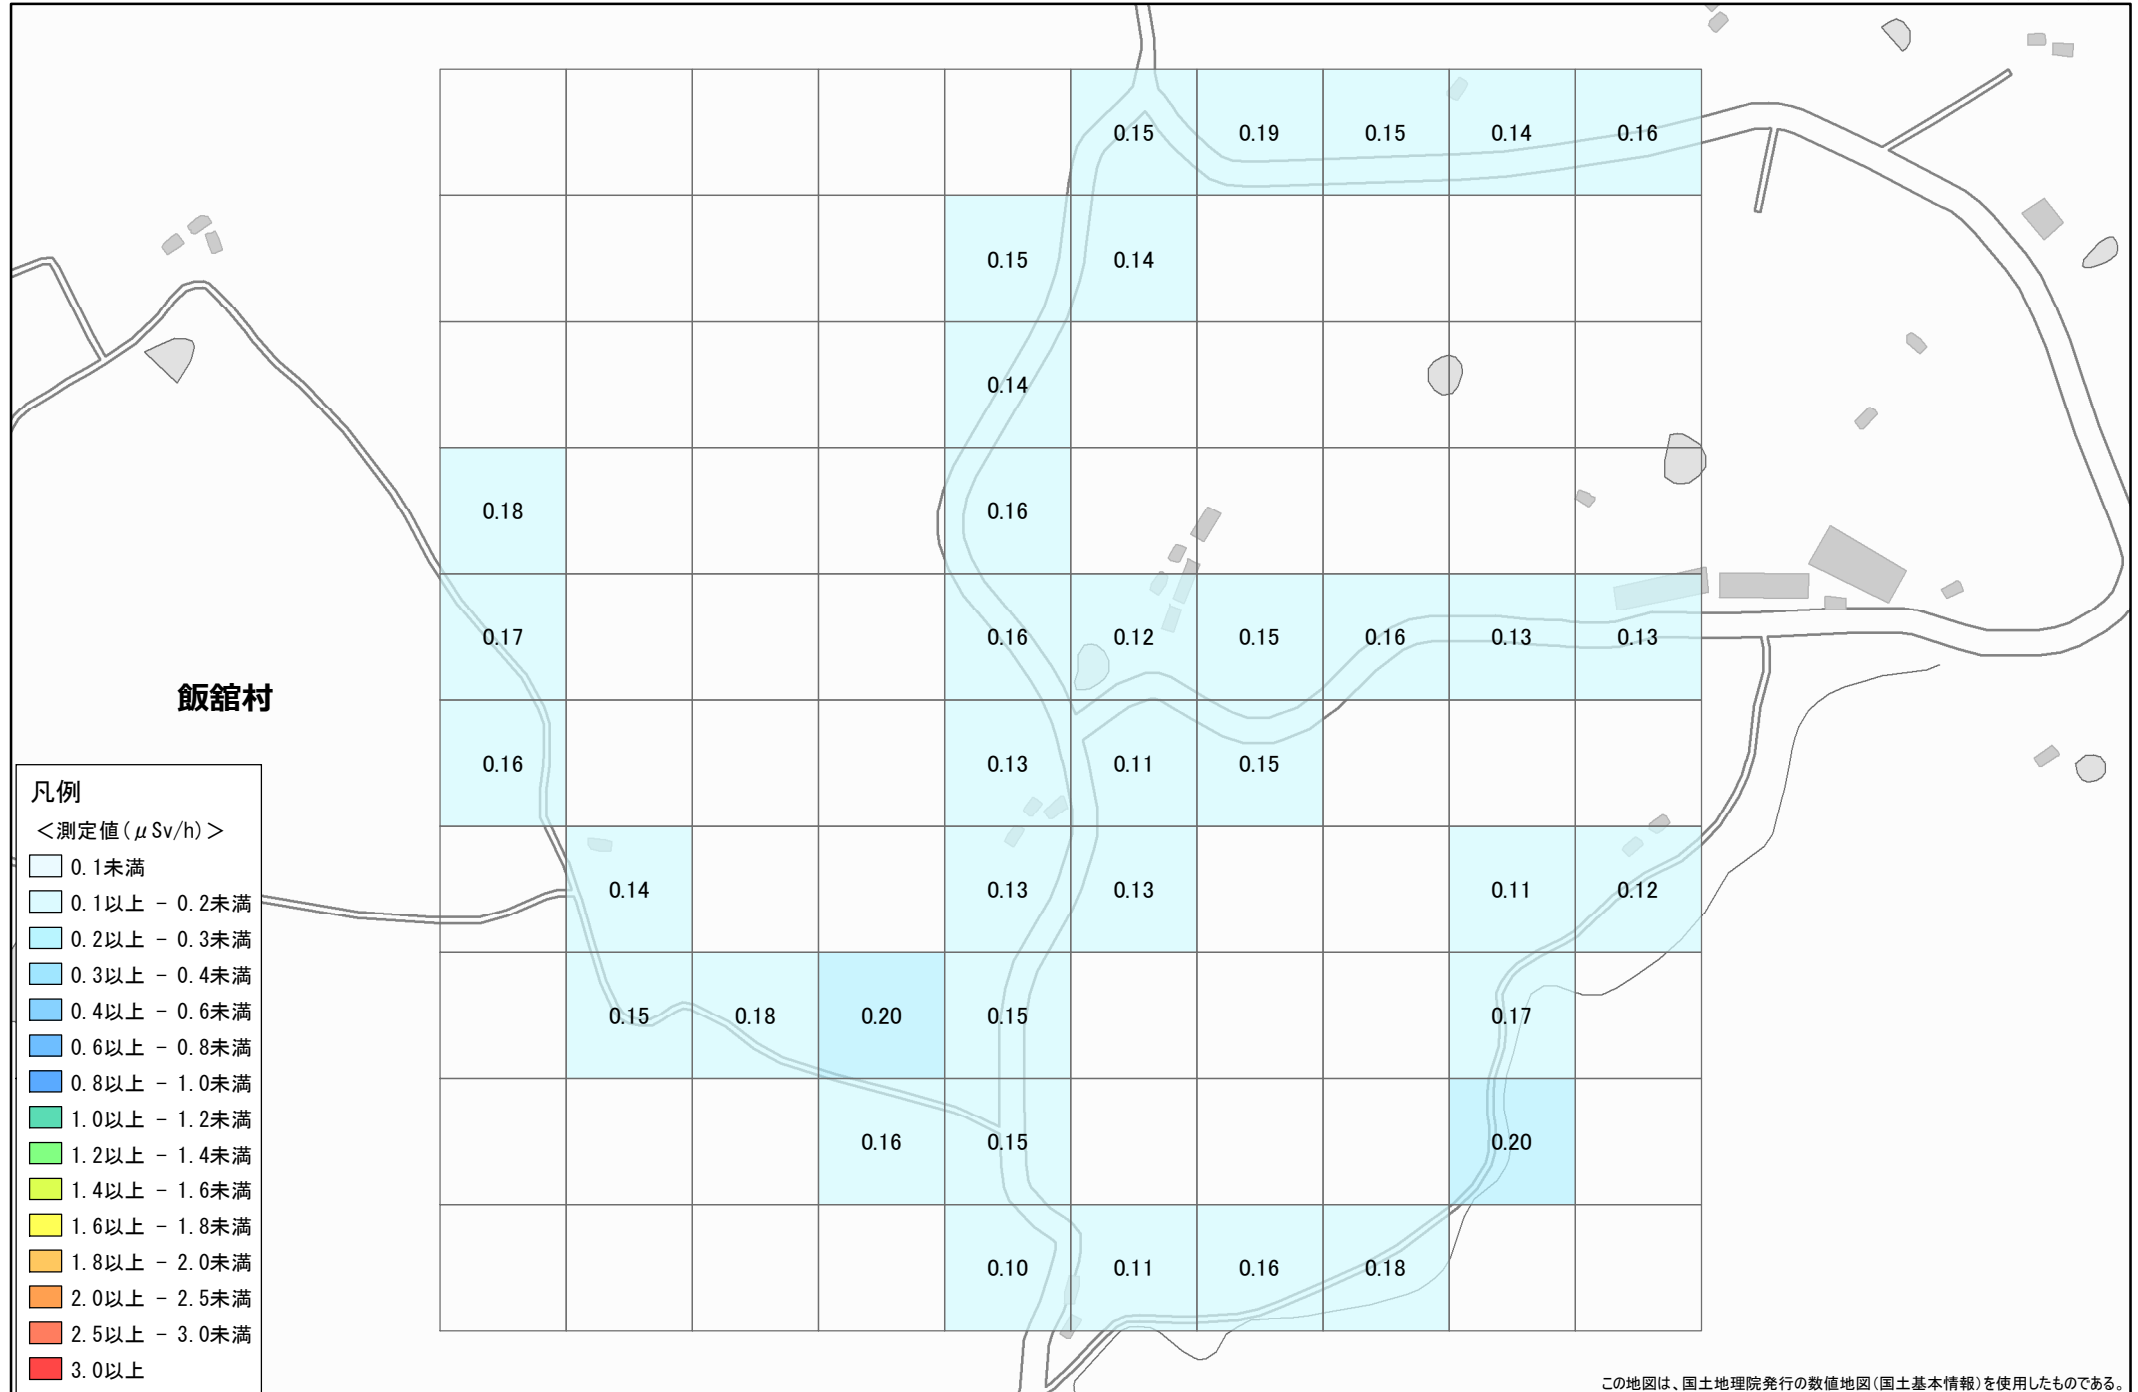 0.15 0.19 0.15 0.14 0.16
0.15 0.14
0.14
0.18 0.16
0.17 0.16 0.12 0.15 0.16 0.13 0.13
飯舘村
0.16 0.13 0.11 0.15
0.14 0.13 0.13 0.11 0.12
0.15 0.18 0.20 0.15 0.17
0.16 0.15 0.20
0.10 0.11 0.16 0.18
凡例
＜測定値(μSv/h)＞
0.1未満
0.1以上 － 0.2未満
0.2以上 － 0.3未満
0.3以上 － 0.4未満
0.4以上 － 0.6未満
0.6以上 － 0.8未満
0.8以上 － 1.0未満
1.0以上 － 1.2未満
1.2以上 － 1.4未満
1.4以上 － 1.6未満
1.6以上 － 1.8未満
1.8以上 － 2.0未満
2.0以上 － 2.5未満
2.5以上 － 3.0未満
3.0以上
この地図は、国土地理院発行の数値地図(国土基本情報)を使用したものである。